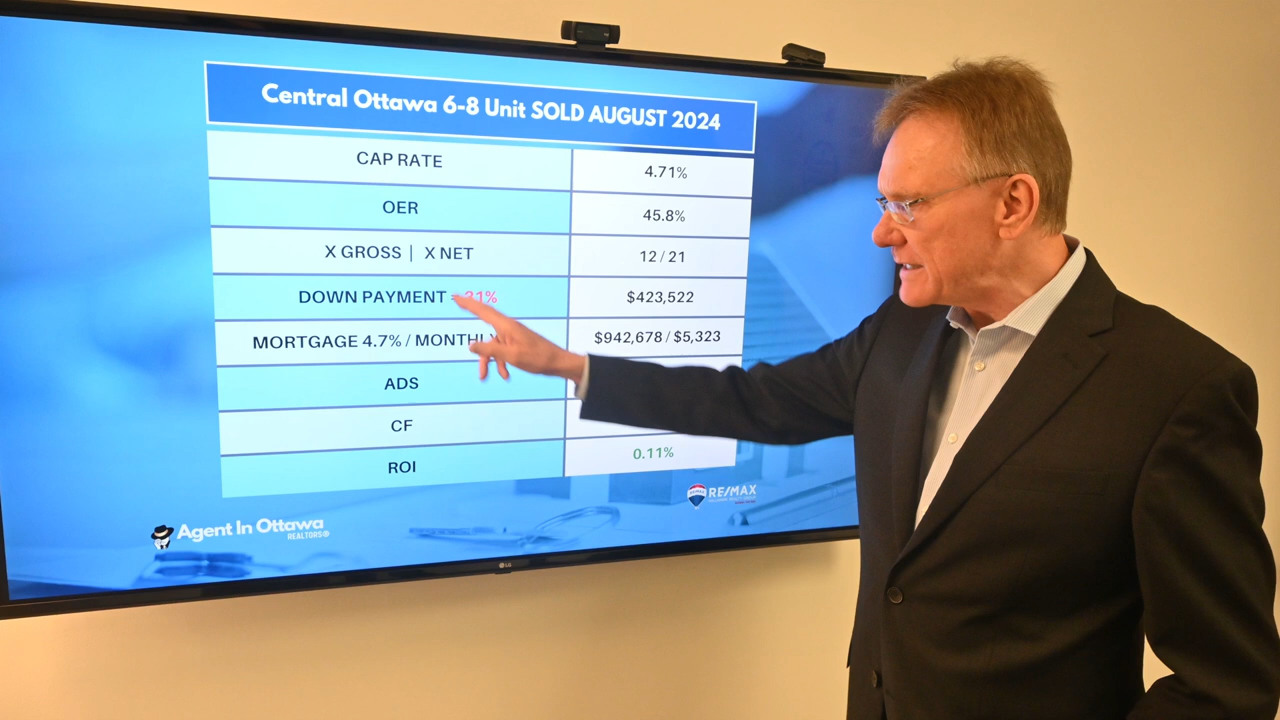 Central Ottawa 6-8 Unit SOLD AUGUST 2024
CAP RATE 4.71%
OER 45.8%
X GROSS | X NET 12 / 21
DOWN PAYMENT 31% $423,522
MORTGAGE 4.7% / MONTHLY $942,678 / $5,323
ADS
CF
ROI 0.11%
Agent In Ottawa
REALTORS®
RE/MAX
LG